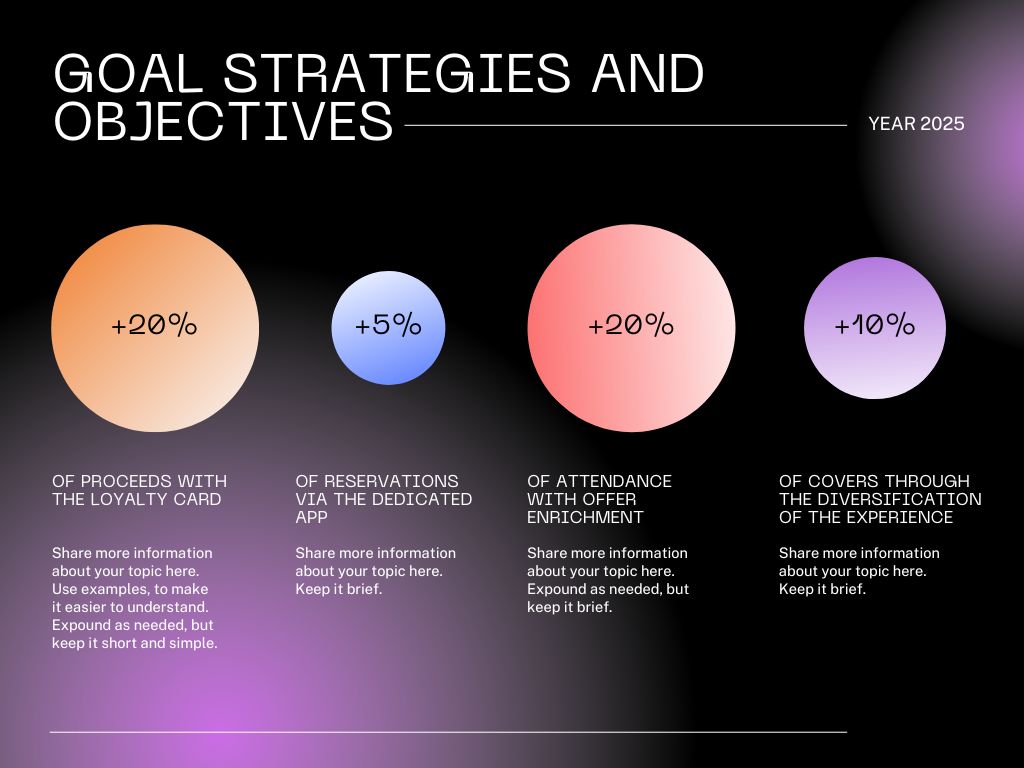 GOAL STRATEGIES AND
OBJECTIVES
YEAR 2025
+20%
+5%
+20%
+10%
OF PROCEEDS WITH
THE LOYALTY CARD
Share more information
about your topic here.
Use examples, to make
it easier to understand.
Expound as needed, but
keep it short and simple.
OF RESERVATIONS
VIA THE DEDICATED
APP
Share more information
about your topic here.
Keep it brief.
OF ATTENDANCE
WITH OFFER
ENRICHMENT
Share more information
about your topic here.
Expound as needed, but
keep it brief.
OF COVERS THROUGH
THE DIVERSIFICATION
OF THE EXPERIENCE
Share more information
about your topic here.
Keep it brief.